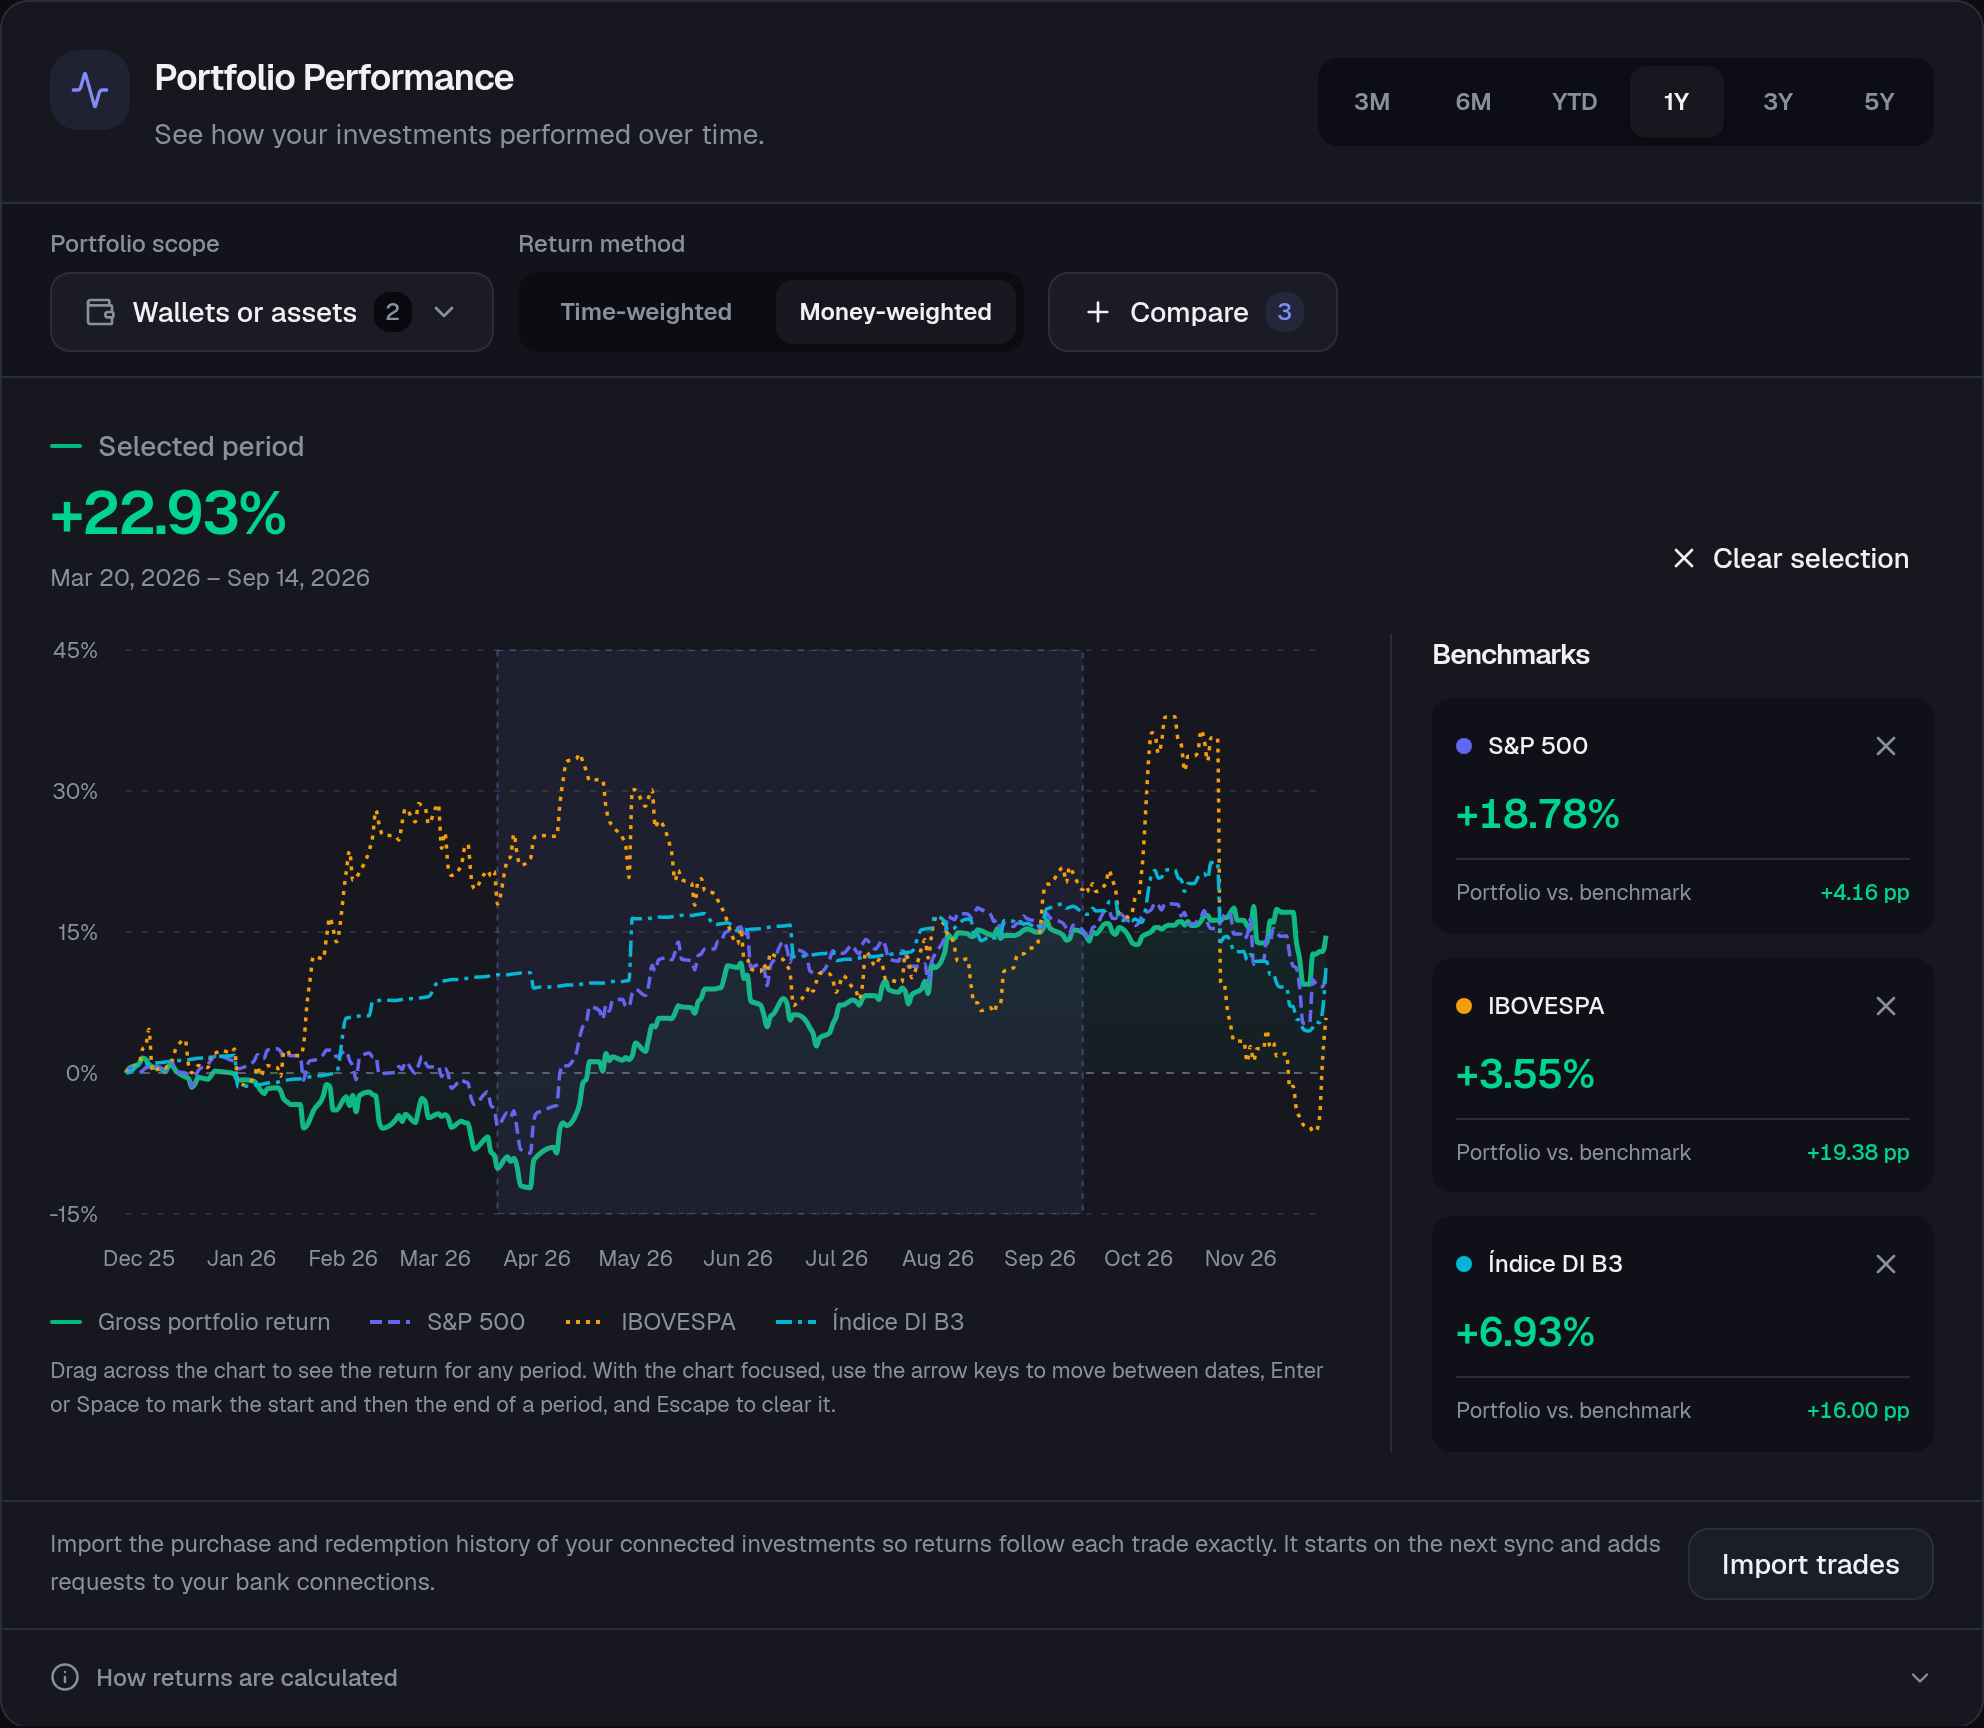 Portfolio Performance
See how your investments performed over time.
3M 6M YTD 1Y 3Y 5Y
Portfolio scope
Return method
Wallets or assets 2
Time-weighted Money-weighted
Compare 3
Selected period
+22.93%
Mar 20, 2026 – Sep 14, 2026
Clear selection
45%
30%
15%
0%
-15%
Dec 25 Jan 26 Feb 26 Mar 26 Apr 26 May 26 Jun 26 Jul 26 Aug 26 Sep 26 Oct 26 Nov 26
Gross portfolio return S&P 500 IBOVESPA Índice DI B3
Drag across the chart to see the return for any period. With the chart focused, use the arrow keys to move between dates, Enter
or Space to mark the start and then the end of a period, and Escape to clear it.
Benchmarks
S&P 500
+18.78%
Portfolio vs. benchmark +4.16 pp
IBOVESPA
+3.55%
Portfolio vs. benchmark +19.38 pp
Índice DI B3
+6.93%
Portfolio vs. benchmark +16.00 pp
Import the purchase and redemption history of your connected investments so returns follow each trade exactly. It starts on the next sync and adds
requests to your bank connections.
Import trades
How returns are calculated